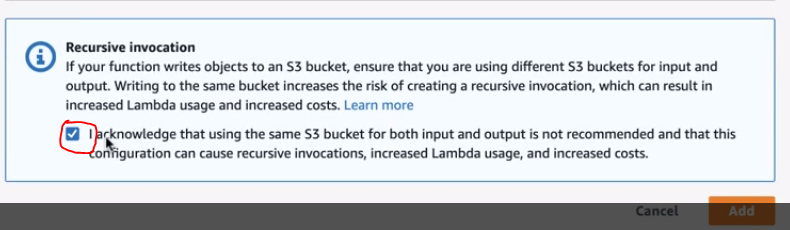 Recursive invocation
If your function writes objects to an S3 bucket, ensure that you are using different S3 buckets for input and
output. Writing to the same bucket increases the risk of creating a recursive invocation, which can result in
increased Lambda usage and increased costs. Learn more
I acknowledge that using the same S3 bucket for both input and output is not recommended and that this
configuration can cause recursive invocations, increased Lambda usage, and increased costs.
Cancel Add